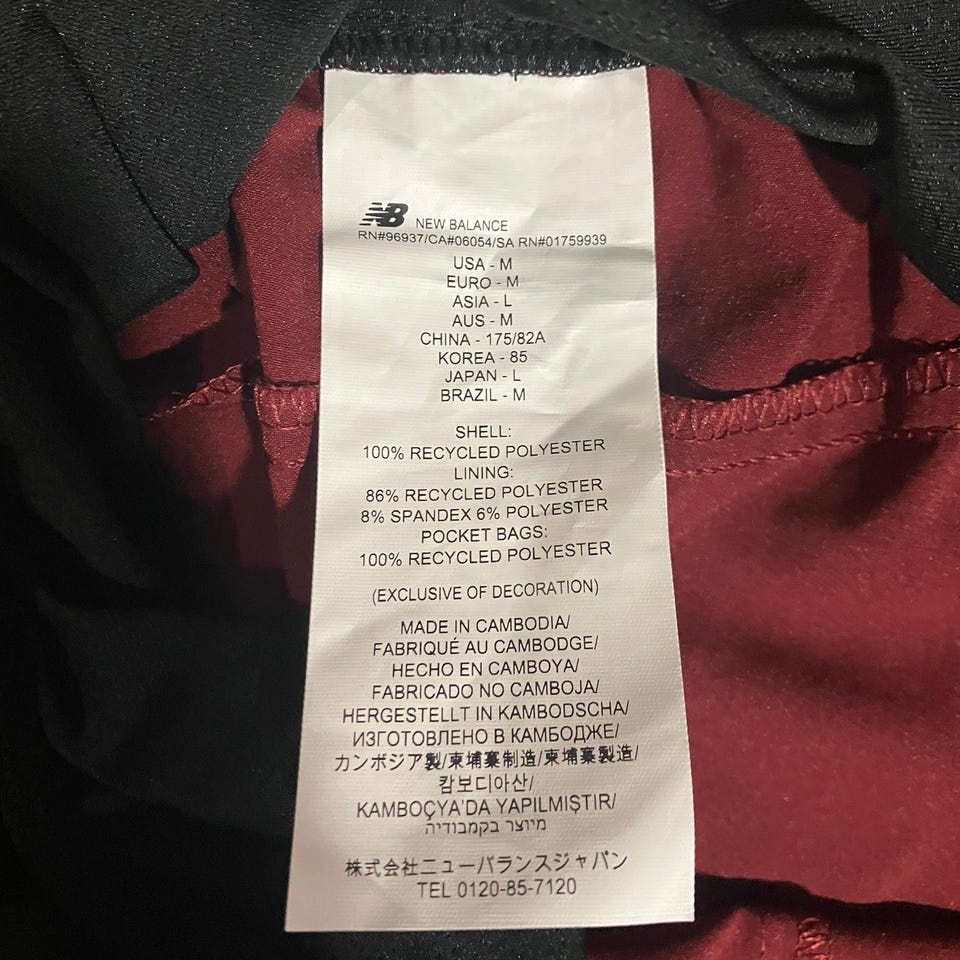 NB NEW BALANCE
RN#96937/CA#06054/SA RN#01759939
USA - M
EURO - M
ASIA - L
AUS - M
CHINA - 175/82A
KOREA - 85
JAPAN - L
BRAZIL - M
SHELL:
100% RECYCLED POLYESTER
LINING:
86% RECYCLED POLYESTER
8% SPANDEX 6% POLYESTER
POCKET BAGS:
100% RECYCLED POLYESTER
(EXCLUSIVE OF DECORATION)
MADE IN CAMBODIA/
FABRIQUÉ AU CAMBODGE/
HECHO EN CAMBOYA/
FABRICADO NO CAMBOJA/
HERGESTELLT IN KAMBODSCHA/
ИЗГОТОВЛЕНО В КАМБОДЖЕ/
カンボジア製/柬埔寨制造/柬埔寨製造/
캄보디아산/
KAMBOÇYA'DA YAPILMIŞTIR/
מיוצר בקמבודיה
株式会社ニューバランスジャパン
TEL 0120-85-7120